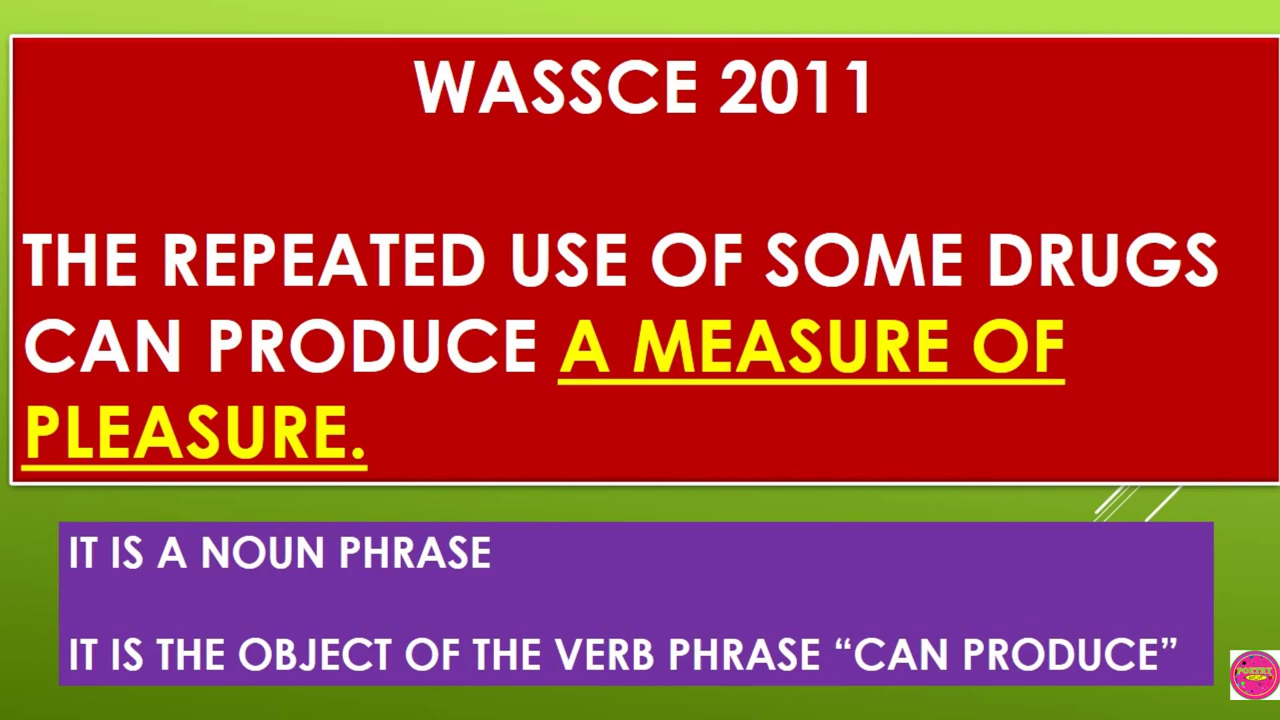 WASSCE 2011
THE REPEATED USE OF SOME DRUGS
CAN PRODUCE A MEASURE OF
PLEASURE.
IT IS A NOUN PHRASE
IT IS THE OBJECT OF THE VERB PHRASE “CAN PRODUCE”
POETRY